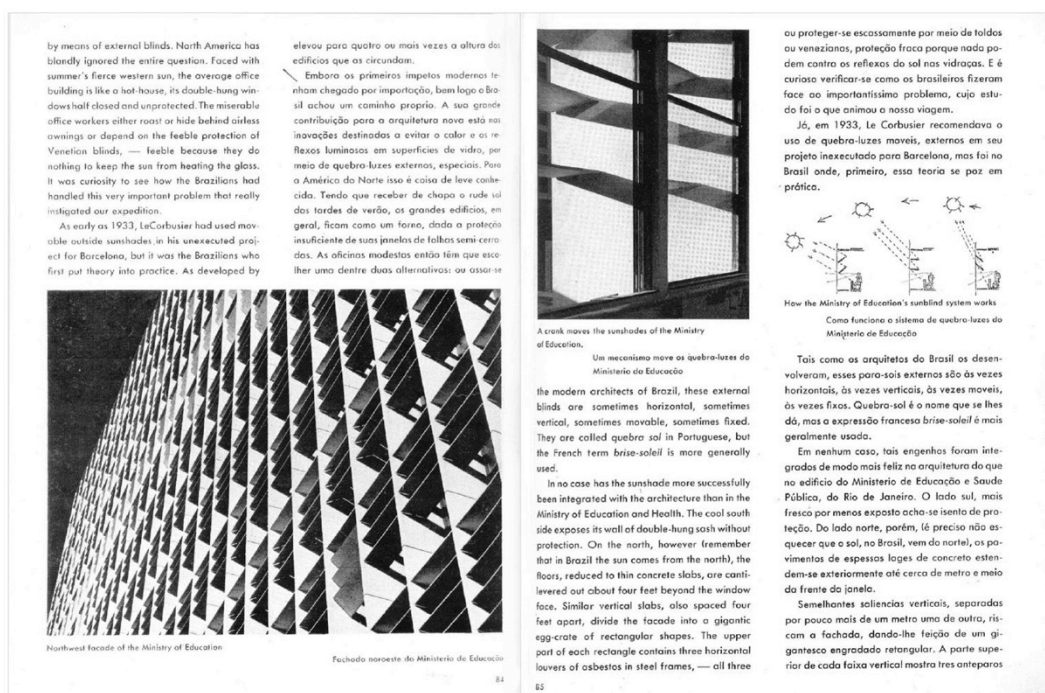 by means of external blinds. North America has
blandly ignored the entire question. Faced with
summer's fierce western sun, the average office
building is like a hot-house, its double-hung win-
dows half closed and unprotected. The miserable
office workers either roast or hide behind airless
awnings or depend on the feeble protection of
Venetian blinds, — feeble because they do
nothing to keep the sun from heating the glass.
It was curiosity to see how the Brazilians had
handled this very important problem that really
instigated our expedition.
As early as 1933, LeCorbusier had used mov-
able outside sunshades in his unexecuted proj-
ect for Barcelona, but it was the Brazilians who
first put theory into practice. As developed by
elevou para quatro ou mais vezes a altura dos
edificios que as circundam.
Embora os primeiros impetos modernos te-
nham chegado por importação, bem logo o Bra-
sil achou um caminho proprio. A sua grande
contribuição para a arquitetura nova está nas
inovações destinadas a evitar o calor e os re-
flexos luminosos em superficies de vidro, por
meio de quebra-luzes externos, especiais. Para
a América do Norte isso é coisa de leve conhe-
cida. Tendo que receber de chapa o rude sol
das tardes de verão, os grandes edificios, em
geral, ficam como um forno, dada a proteção
insuficiente de suas janelas de folhas semi-cerra-
das. As oficinas modestas então têm que esco-
lher uma dentre duas alternativas: ou assar-se
Northwest facade of the Ministry of Education
Fachada noroeste do Ministerio de Educação
84
A crank moves the sunshades of the Ministry
of Education.
Um mecanismo move os quebra-luzes do
Ministerio da Educação
the modern architects of Brazil, these external
blinds are sometimes horizontal, sometimes
vertical, sometimes movable, sometimes fixed.
They are called quebra sol in Portuguese, but
the French term brise-soleil is more generally
used.
In no case has the sunshade more successfully
been integrated with the architecture than in the
Ministry of Education and Health. The cool south
side exposes its wall of double-hung sash without
protection. On the north, however (remember
that in Brazil the sun comes from the north), the
floors, reduced to thin concrete slabs, are canti-
levered out about four feet beyond the window
face. Similar vertical slabs, also spaced four
feet apart, divide the facade into a gigantic
egg-crate of rectangular shapes. The upper
part of each rectangle contains three horizontal
louvers of asbestos in steel frames, — all three
85
ou proteger-se escassamente por meio de toldos
ou venezianas, proteção fraca porque nada po-
dem contra os reflexos do sol nas vidraças. E é
curioso verificar-se como os brasileiros fizeram
face ao importantíssimo problema, cujo estu-
do foi o que animou a nossa viagem.
Já, em 1933, Le Corbusier recomendava o
uso de quebra-luzes moveis, externos em seu
projeto inexecutado para Barcelona, mas foi no
Brasil onde, primeiro, essa teoria se poz em
prática.
How the Ministry of Education's sunblind system works
Como funciona o sistema de quebra-luzes do
Ministerio de Educação
Tais como os arquitetos do Brasil os desen-
volveram, esses para-sois externos são às vezes
horizontais, às vezes verticais, às vezes moveis,
às vezes fixos. Quebra-sol é o nome que se lhes
dá, mas a expressão francesa brise-soleil é mais
geralmente usada.
Em nenhum caso, tais engenhos foram inte-
grados de modo mais feliz na arquitetura do que
no edificio do Ministerio de Educação e Saude
Pública, do Rio de Janeiro. O lado sul, mais
fresco por menos exposto acha-se isento de pro-
teção. Do lado norte, porém, (é preciso não es-
quecer que o sol, no Brasil, vem do norte), os pa-
vimentos de espessas lages de concreto esten-
dem-se exteriormente até cerca de metro e meio
da frente da janela.
Semelhantes saliencias verticais, separadas
por pouco mais de um metro uma de outra, ris-
cam a fachada, dando-lhe feição de um gi-
gantesco engradado retangular. A parte supe-
rior de cada faixa vertical mostra tres anteparos